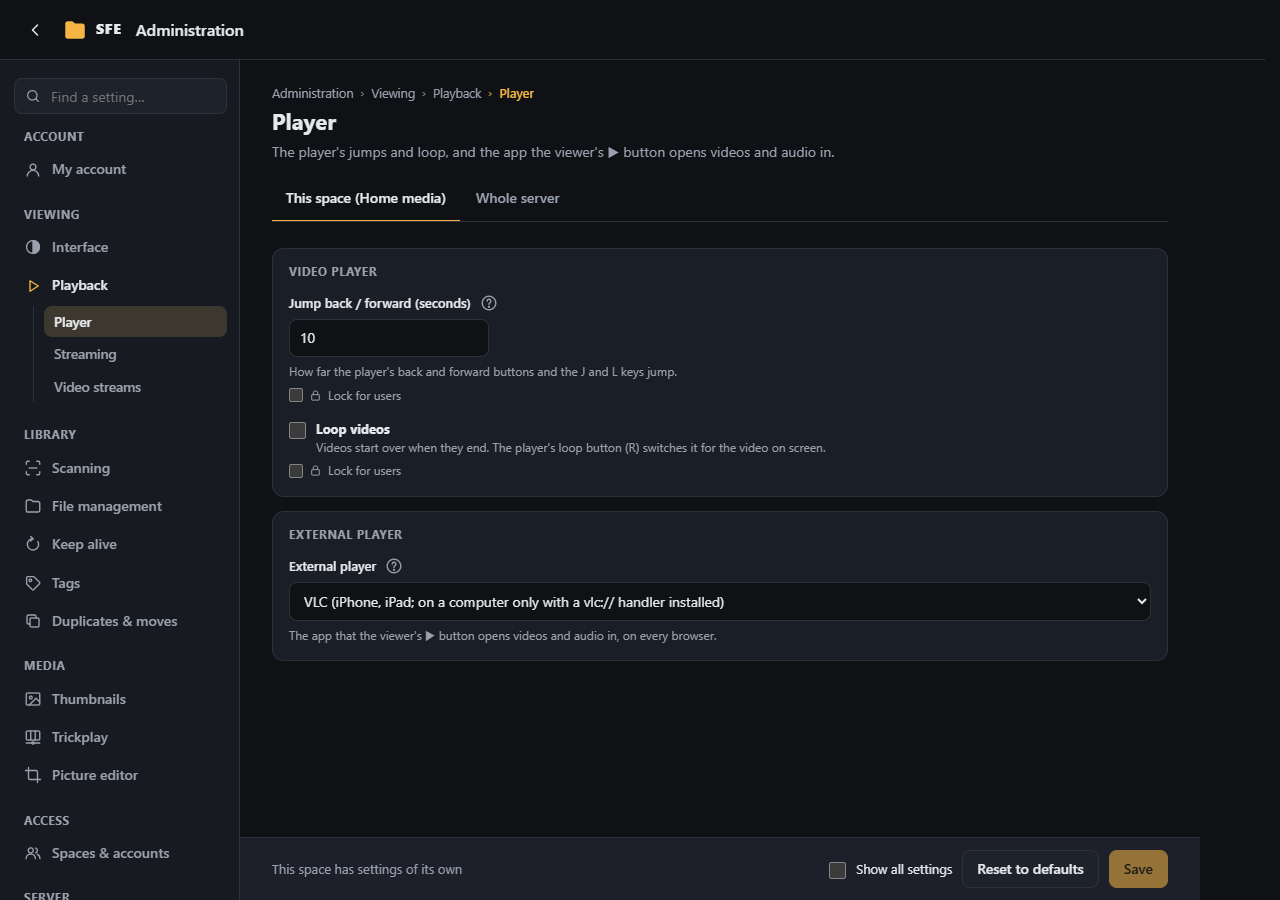 SFE Administration
Find a setting...
ACCOUNT
My account
VIEWING
Interface
Playback
Player
Streaming
Video streams
LIBRARY
Scanning
File management
Keep alive
Tags
Duplicates & moves
MEDIA
Thumbnails
Trickplay
Picture editor
ACCESS
Spaces & accounts
SERVER
Administration › Viewing › Playback › Player
Player
The player's jumps and loop, and the app the viewer's ▶ button opens videos and audio in.
This space (Home media) Whole server
VIDEO PLAYER
Jump back / forward (seconds) ?
10
How far the player's back and forward buttons and the J and L keys jump.
Lock for users
Loop videos
Videos start over when they end. The player's loop button (R) switches it for the video on screen.
Lock for users
EXTERNAL PLAYER
External player ?
VLC (iPhone, iPad; on a computer only with a vlc:// handler installed)
The app that the viewer's ▶ button opens videos and audio in, on every browser.
This space has settings of its own
Show all settings Reset to defaults Save